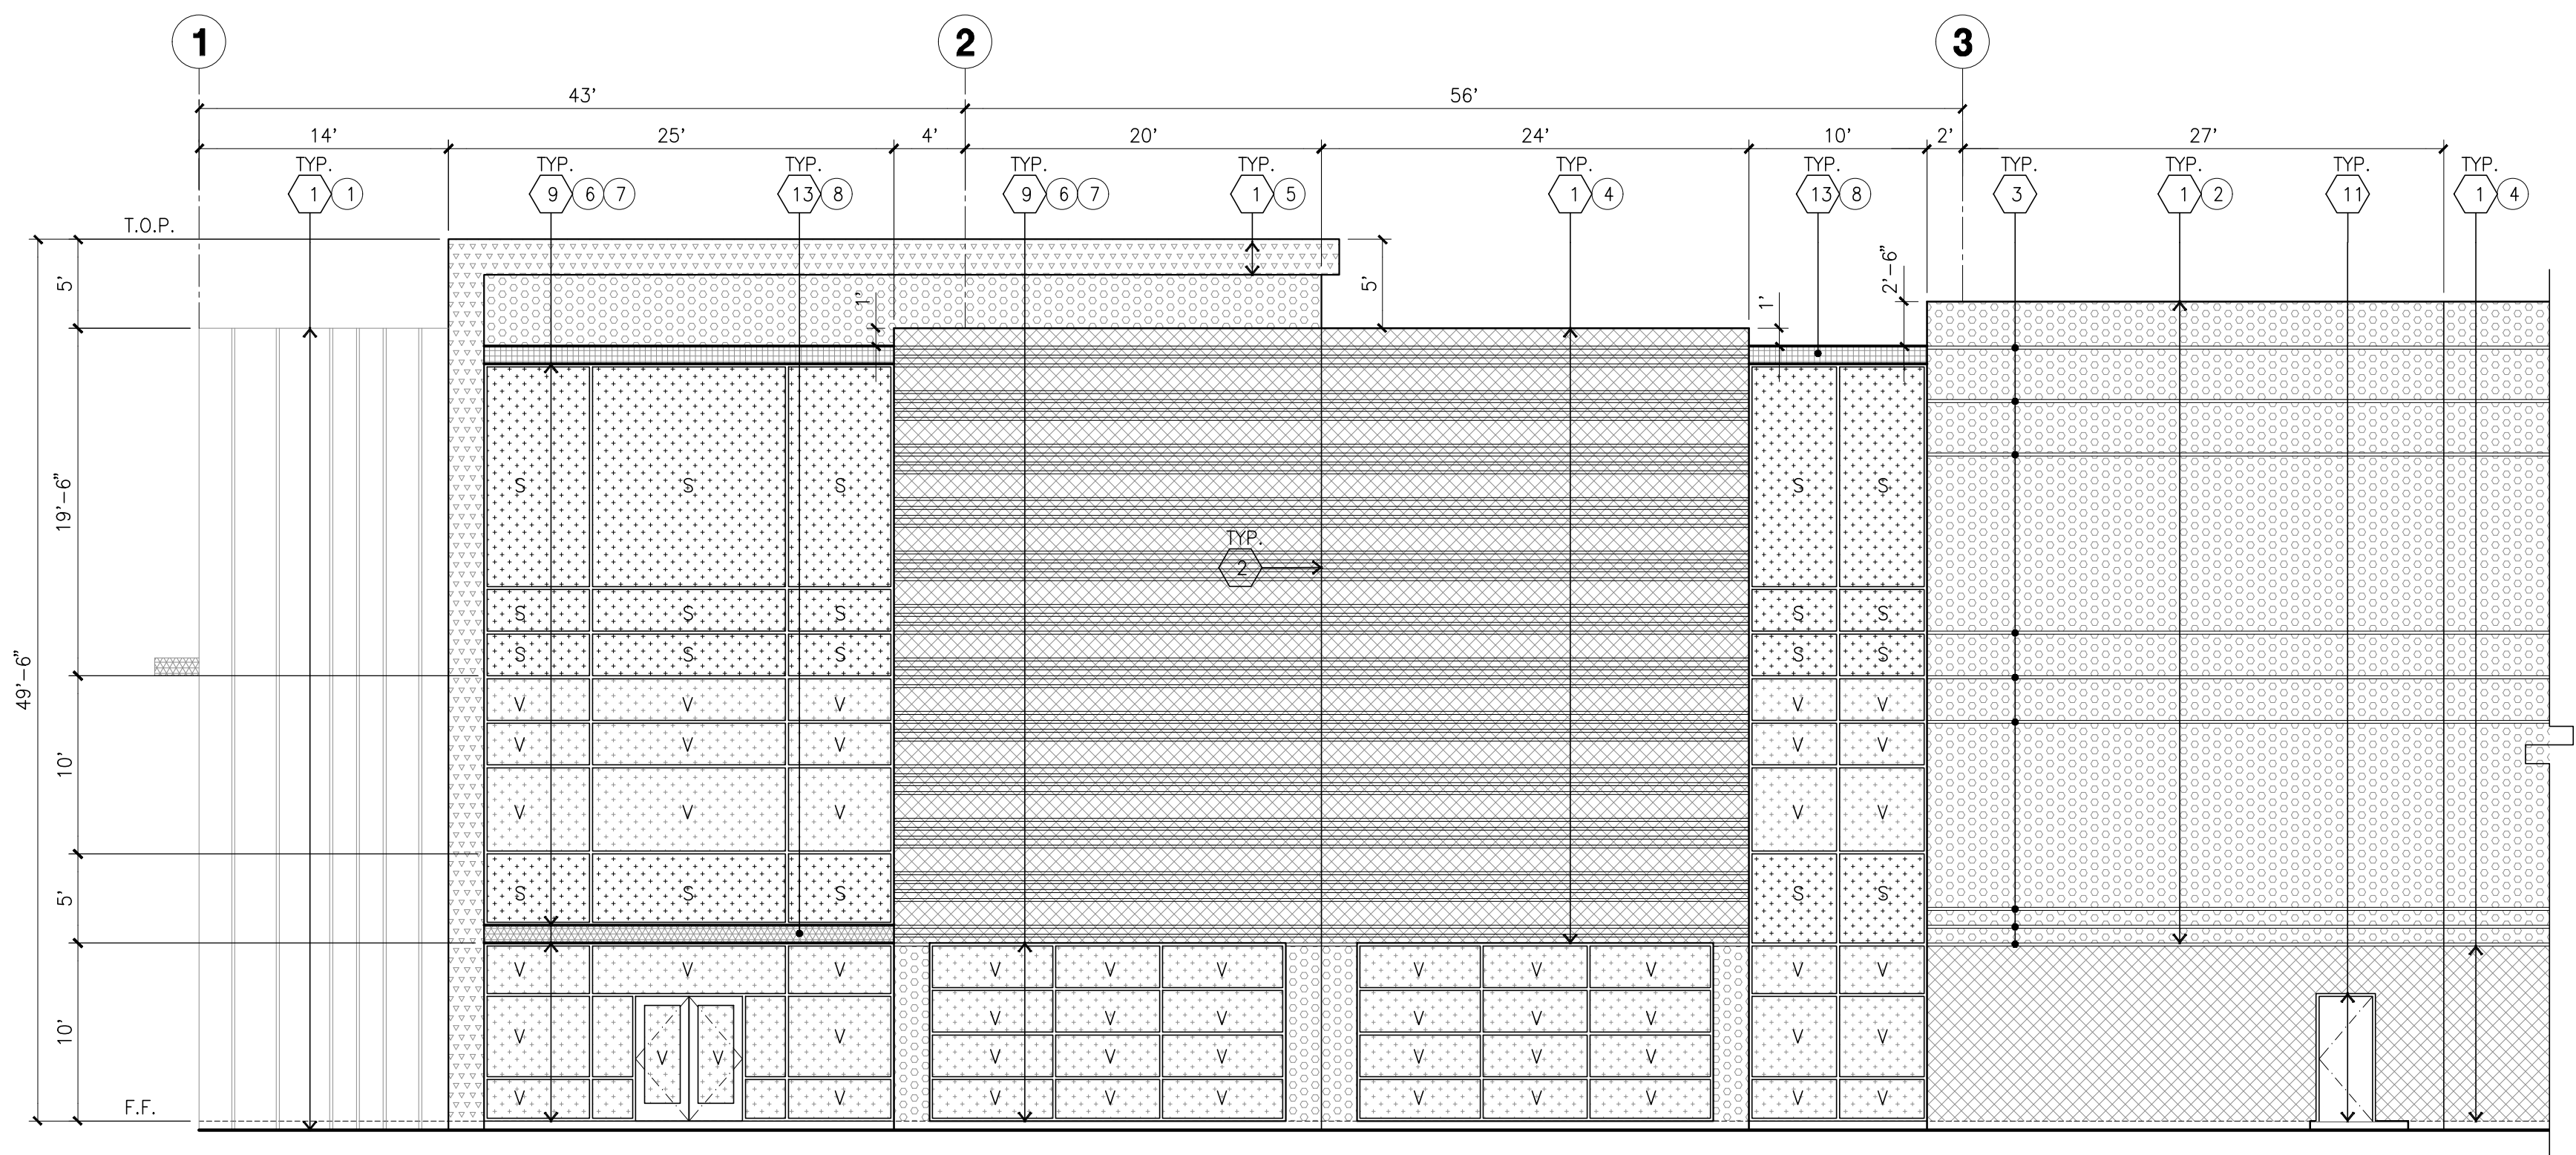 1 2 3
43' 56'
14' 25' 4' 20' 24' 10' 2' 27'
TYP. TYP. TYP. TYP. TYP. TYP. TYP. TYP. TYP. TYP. TYP.
1 1 9 6 7 13 8 9 6 7 1 5 1 4 13 8 3 1 2 11 1 4
T.O.P.
2'-6"
5' 1' 5' 1'
S S S S S
19'-6"
TYP.
2
S S S S S
S S S S S
49'-6"
V V V V V
V V V V V
10'
V V V V V
S S S S S
5'
V V V V V V V V V V V
V V V V V V
V V V V
10'
V V V V V V V V
V V
V V V V V V V V V V
F.F.